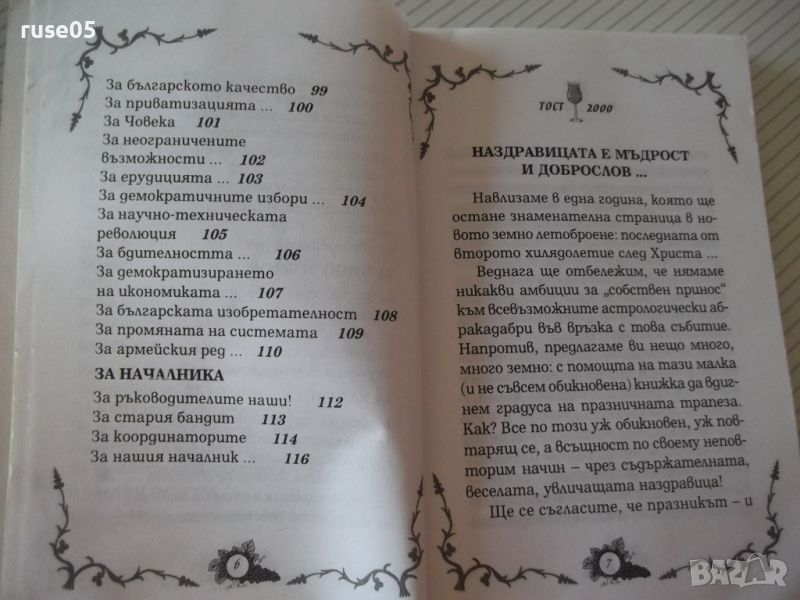 ruse05
За българското качество 99
За приватизацията ... 100
За Човека 101
За неограничените
възможности ... 102
За ерудицията ... 103
За демократичните избори ... 104
За научно-техническата
революция 105
За бдителността ... 106
За демократизирането
на икономиката ... 107
За българската изобретателност 108
За промяната на системата 109
За армейския ред ... 110
ЗА НАЧАЛНИКА
За ръководителите наши! ... 112
За стария бандит 113
За координаторите 114
За нашия началник ... 116
6
ТОСТ 2000
НАЗДРАВИЦАТА Е МЪДРОСТ
И ДОБРОСЛОВ ...
Навлизаме в една година, която ще
остане знаменателна страница в но-
вото земно летоброене: последната от
второто хилядолетие след Христа ...
Веднага ще отбележим, че нямаме
никакви амбиции за „собствен принос“
към всевъзможните астрологически аб-
ракадабри във връзка с това събитие.
Напротив, предлагаме ви нещо много,
много земно: с помощта на тази малка
(и не съвсем обикновена) книжка да вдиг-
нем градуса на празничната трапеза.
Как? Все по този уж обикновен, уж повт-
арящ се, а всъщност по своему непов-
торим начин – чрез съдържателната,
веселата, увличащата наздравица!
Ще се съгласите, че празникът – и
7
BAZAR